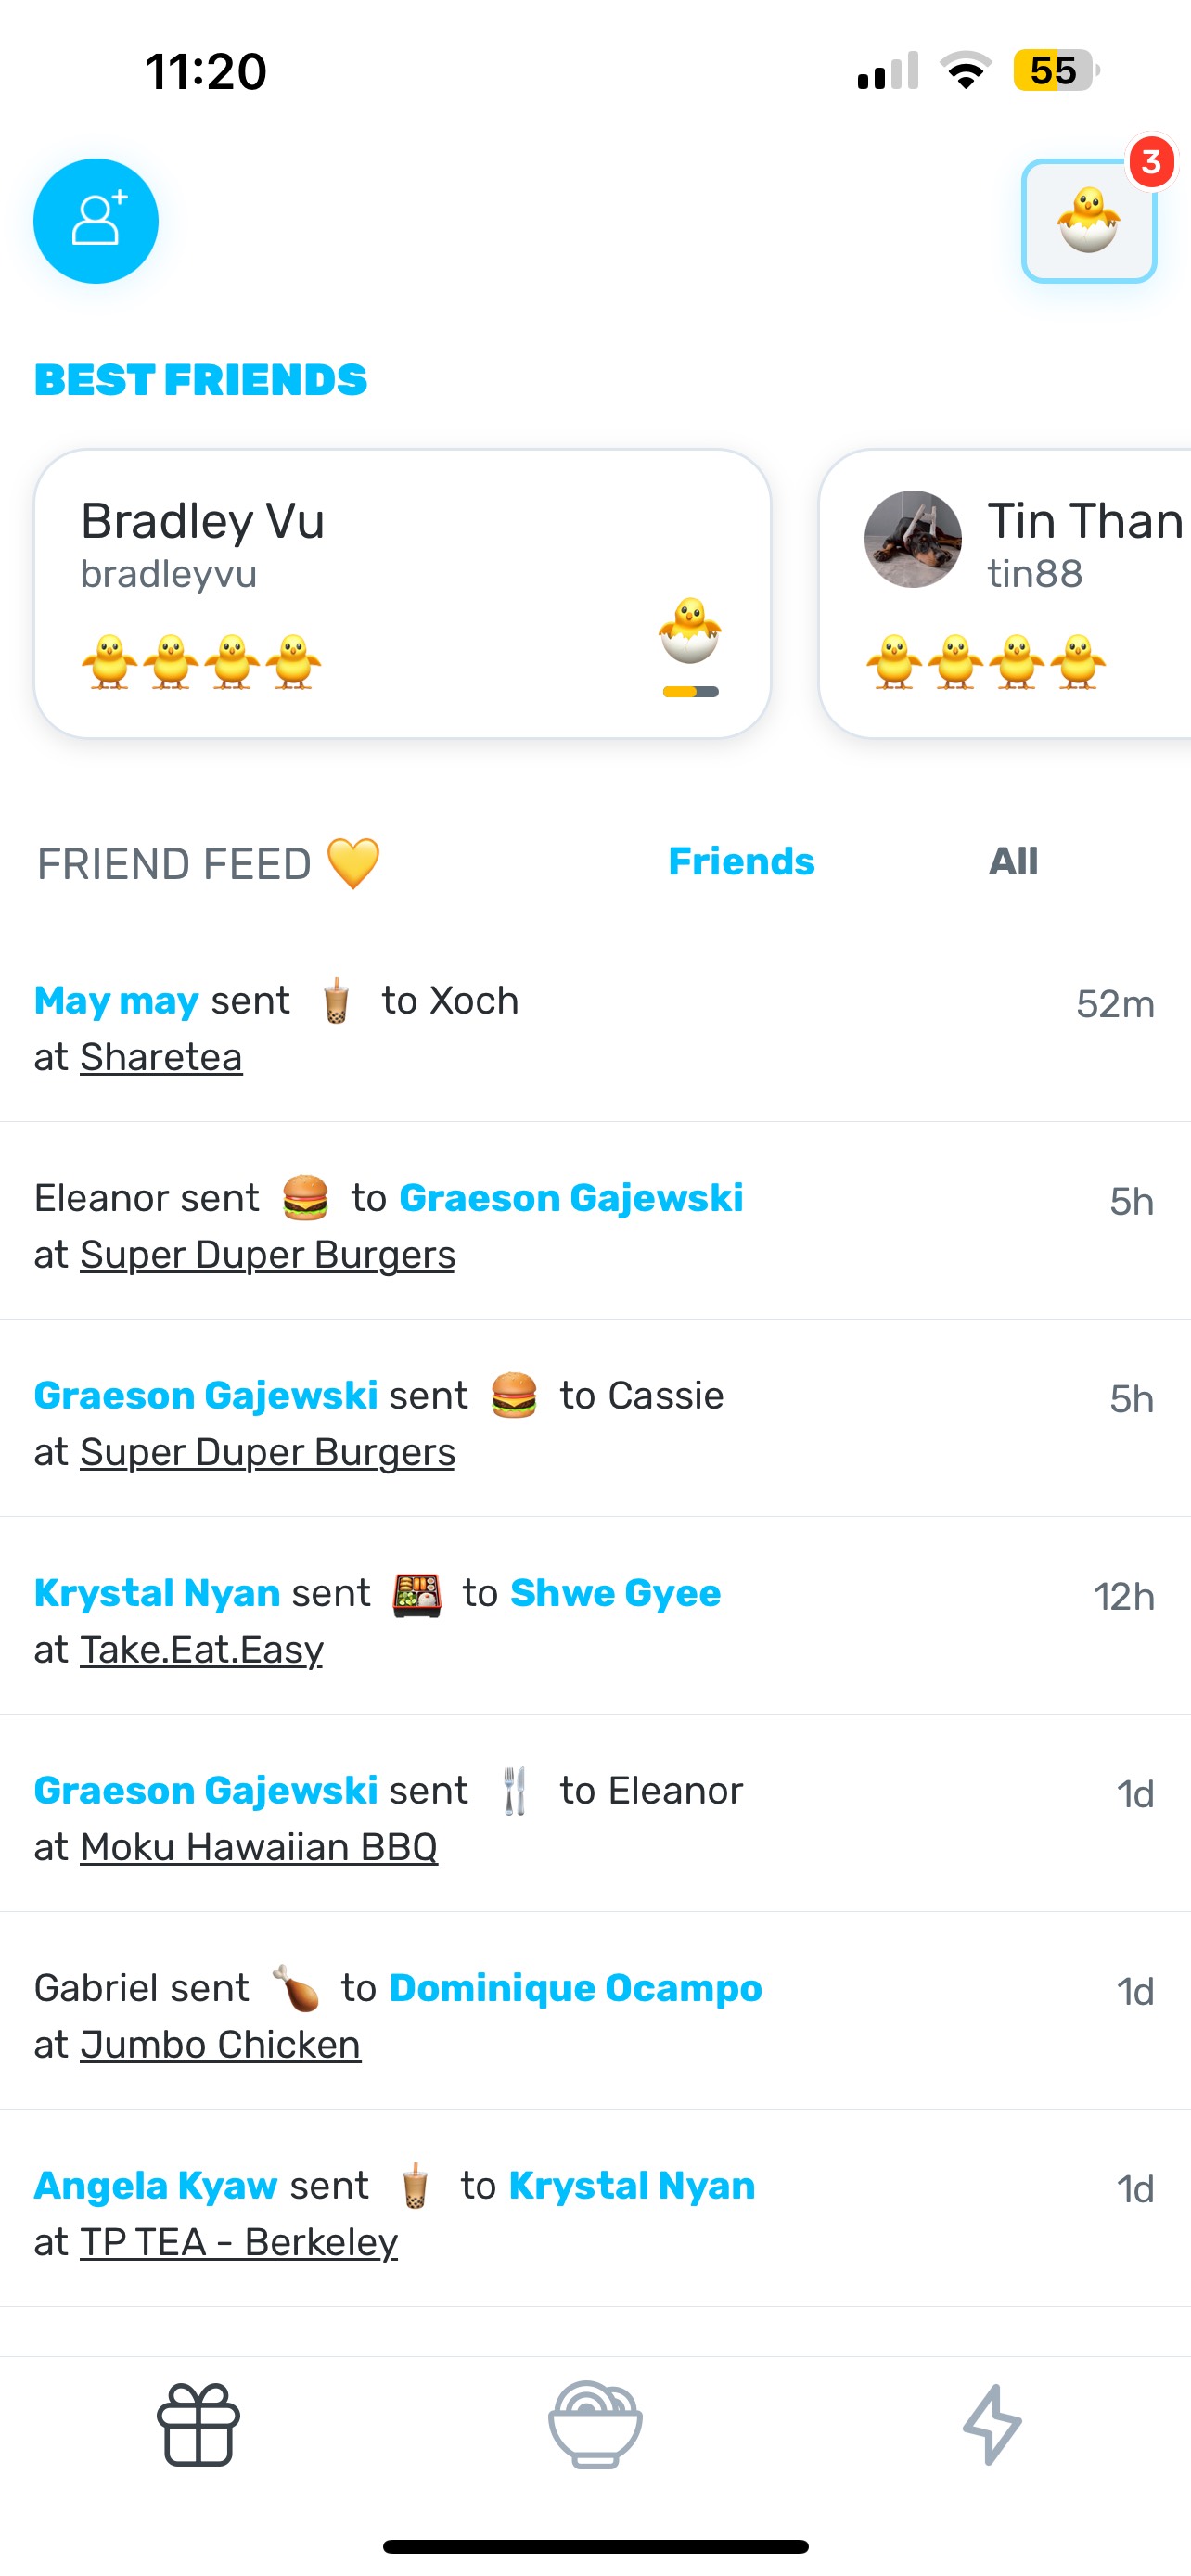 11:20
55
3
BEST FRIENDS
Bradley Vu
bradleyvu
Tin Than
tin88
FRIEND FEED 💛
Friends
All
May may sent 🧋 to Xoch
52m
at Sharetea
Eleanor sent 🍔 to Graeson Gajewski
5h
at Super Duper Burgers
Graeson Gajewski sent 🍔 to Cassie
5h
at Super Duper Burgers
Krystal Nyan sent 🍱 to Shwe Gyee
12h
at Take.Eat.Easy
Graeson Gajewski sent 🍴 to Eleanor
1d
at Moku Hawaiian BBQ
Gabriel sent 🍗 to Dominique Ocampo
1d
at Jumbo Chicken
Angela Kyaw sent 🧋 to Krystal Nyan
1d
at TP TEA - Berkeley